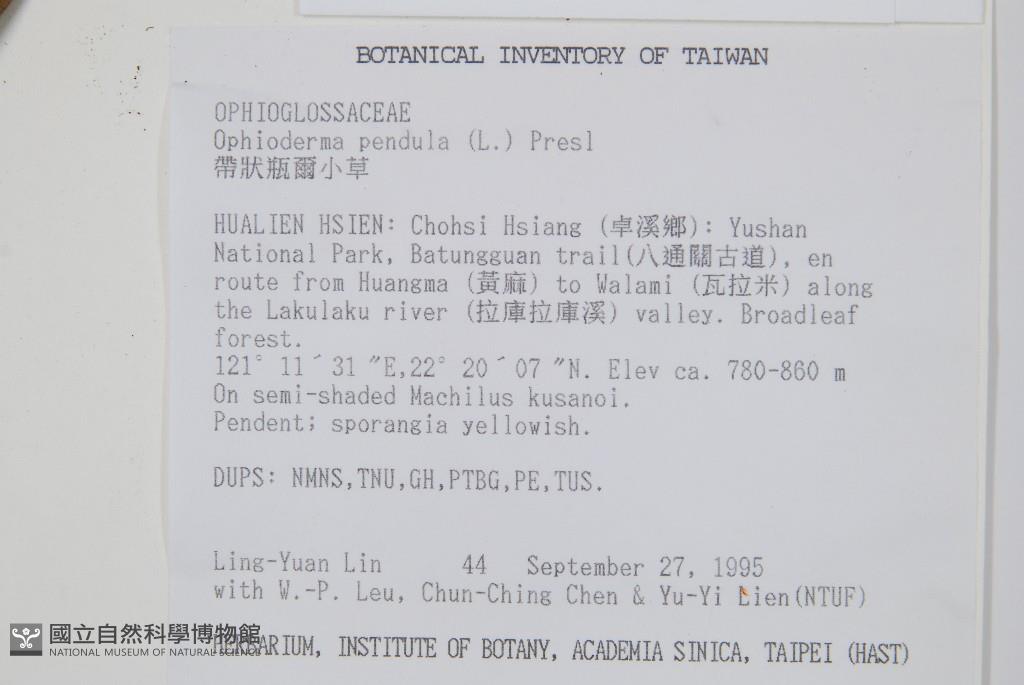 BOTANICAL INVENTORY OF TAIWAN
OPHIOGLOSSACEAE
Ophioderma pendula (L.) Presl
帶狀瓶爾小草
HUALIEN HSIEN: Chohsi Hsiang (卓溪鄉): Yushan
National Park, Batungguan trail(八通關古道), en
route from Huangma (黃麻) to Walami (瓦拉米) along
the Lakulaku river (拉庫拉庫溪) valley. Broadleaf
forest.
121° 11´31 ″E,22° 20´07 ″N. Elev ca. 780-860 m
On semi-shaded Machilus kusanoi.
Pendent; sporangia yellowish.
DUPS: NMNS,TNU,GH,PTBG,PE,TUS.
Ling-Yuan Lin 44 September 27, 1995
with W.-P. Leu, Chun-Ching Chen & Yu-Yi Lien(NTUF)
HERBARIUM, INSTITUTE OF BOTANY, ACADEMIA SINICA, TAIPEI (HAST)
國立自然科學博物館
NATIONAL MUSEUM OF NATURAL SCIENCE